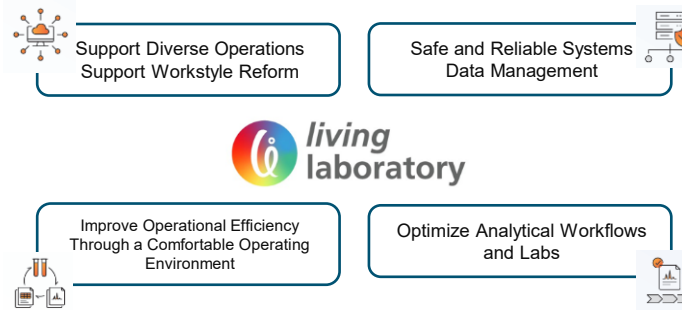 Support Diverse Operations
Support Workstyle Reform
Safe and Reliable Systems
Data Management
living
laboratory
Improve Operational Efficiency
Through a Comfortable Operating
Environment
Optimize Analytical Workflows
and Labs